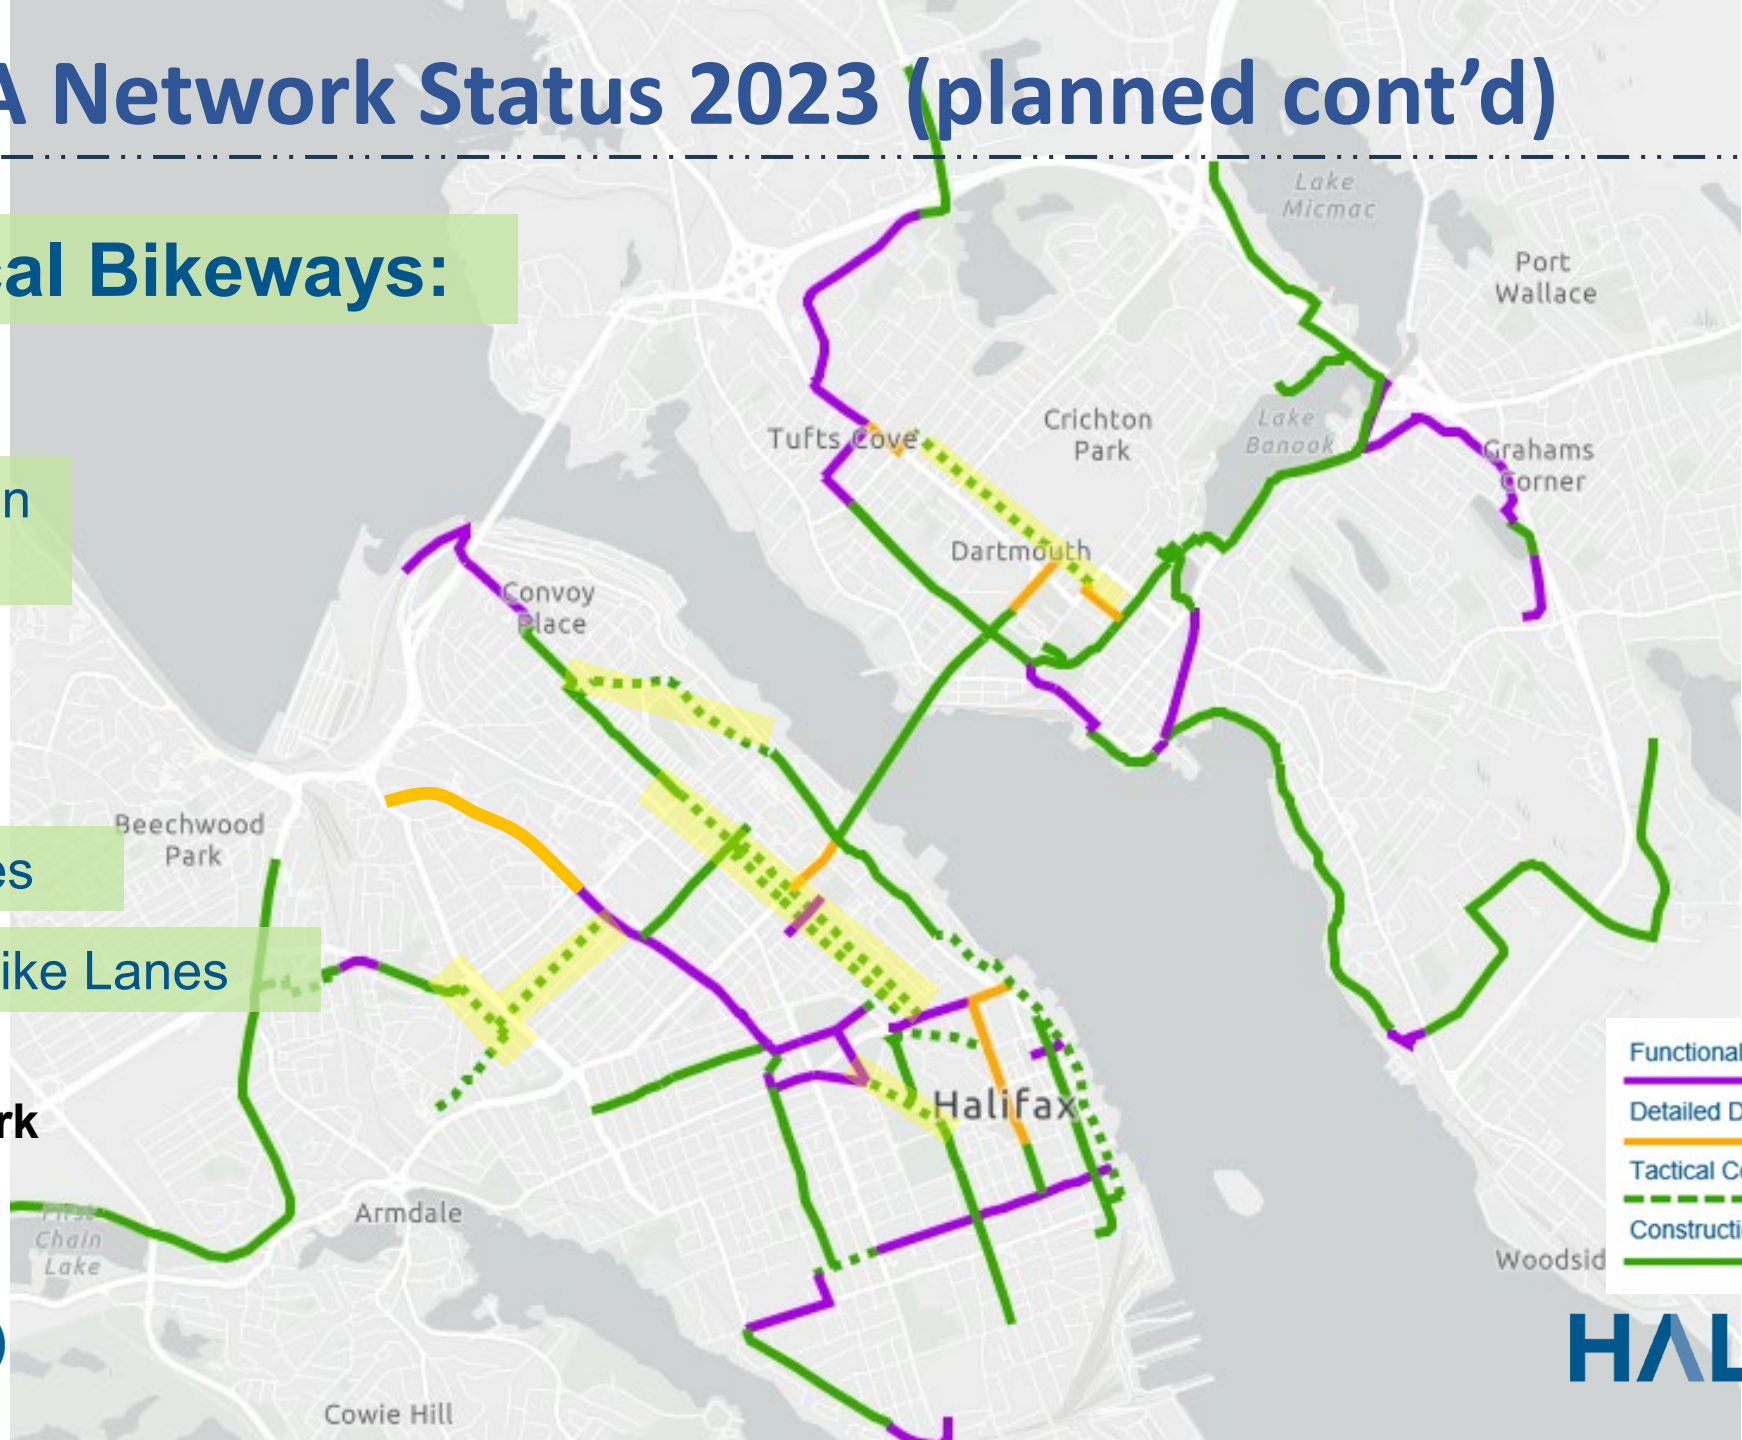 A Network Status 2023 (planned cont’d)
cal Bikeways:
n
es
ike Lanes
rk
Lake
Micmac
Port
Wallace
Tufts Cove
Crichton
Park
Lake
Banook
Grahams
Corner
Dartmouth
Convoy
Place
Beechwood
Park
Halifax
Armdale
First
Chain
Lake
Cowie Hill
Woodsid
Functional
Detailed D
Tactical Co
Constructi
HAL